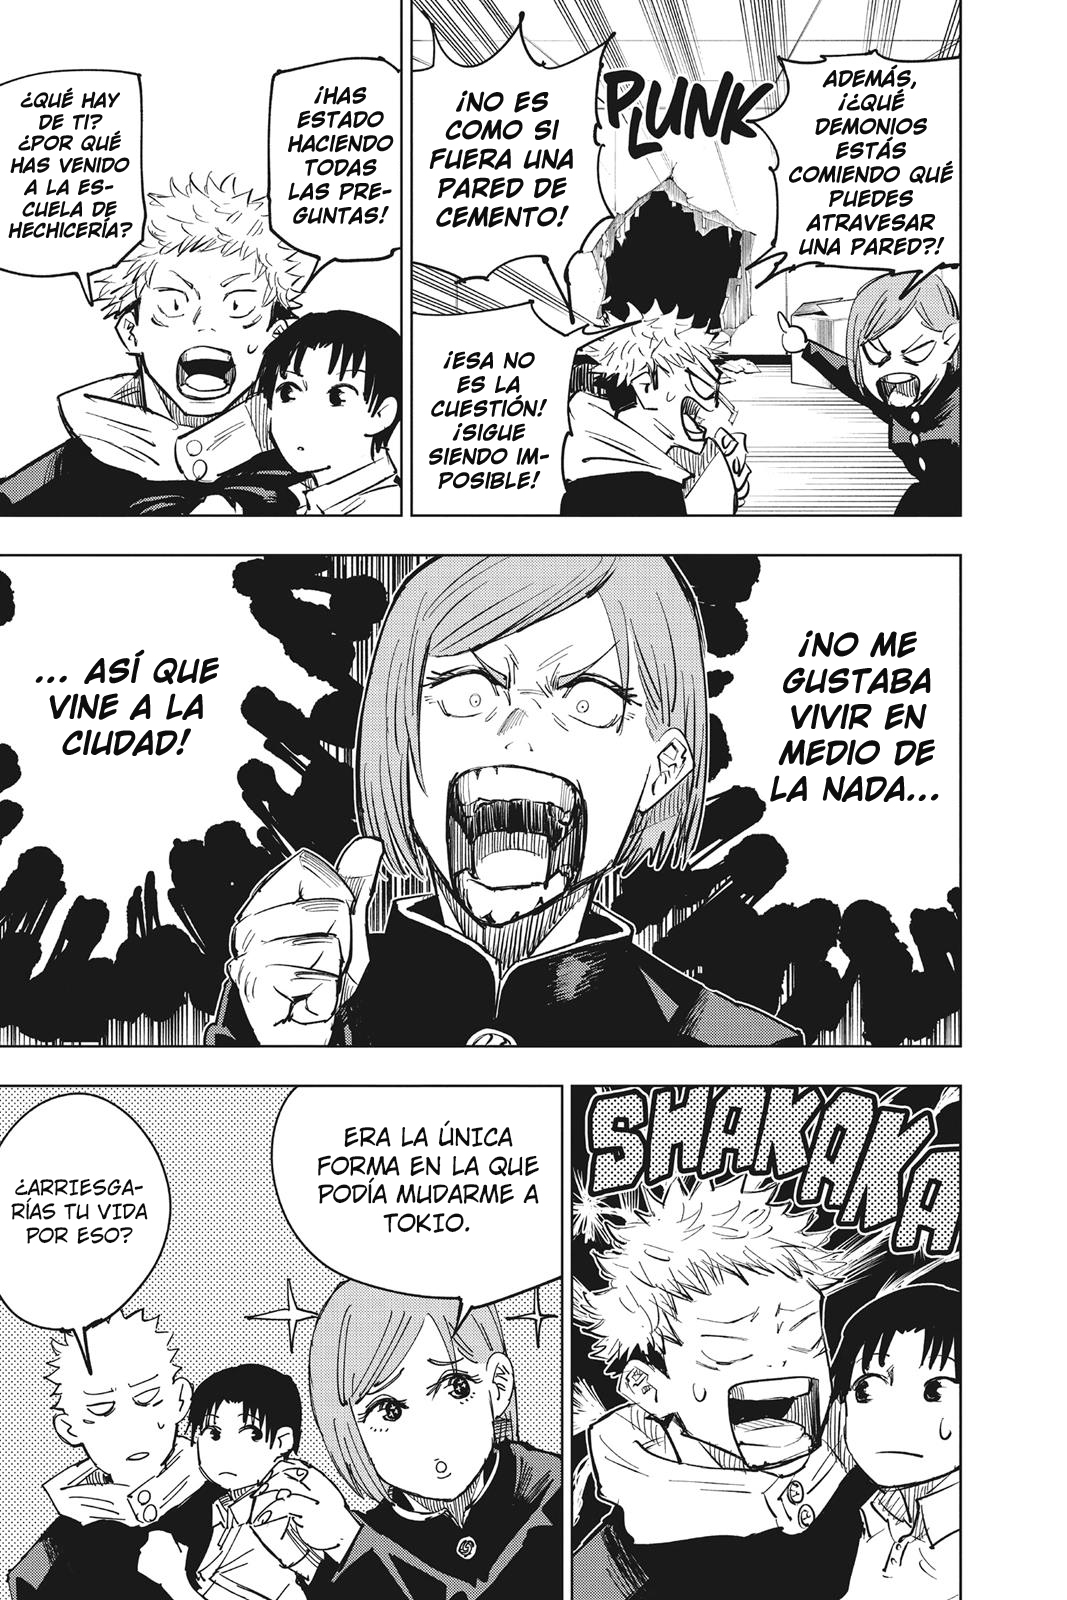 ADEMÁS,
¡¿QUÉ
DEMONIOS
ESTÁS
COMIENDO QUÉ
PUEDES
ATRAVESAR
UNA PARED?!
PLUNK
¡NO ES
COMO SI
FUERA UNA
PARED DE
CEMENTO!
¡ESA NO
ES LA
CUESTIÓN!
¡SIGUE
SIENDO IM-
POSIBLE!
¡HAS
ESTADO
HACIENDO
TODAS
LAS PRE-
GUNTAS!
¿QUÉ HAY
DE TI?
¿POR QUÉ
HAS VENIDO
A LA ES-
CUELA DE
HECHICERÍA?
¡NO ME
GUSTABA
VIVIR EN
MEDIO DE
LA NADA...
... ASÍ QUE
VINE A LA
CIUDAD!
SHAKAKAKA
ERA LA ÚNICA
FORMA EN LA QUE
PODÍA MUDARME A
TOKIO.
¿ARRIESGA-
RÍAS TU VIDA
POR ESO?